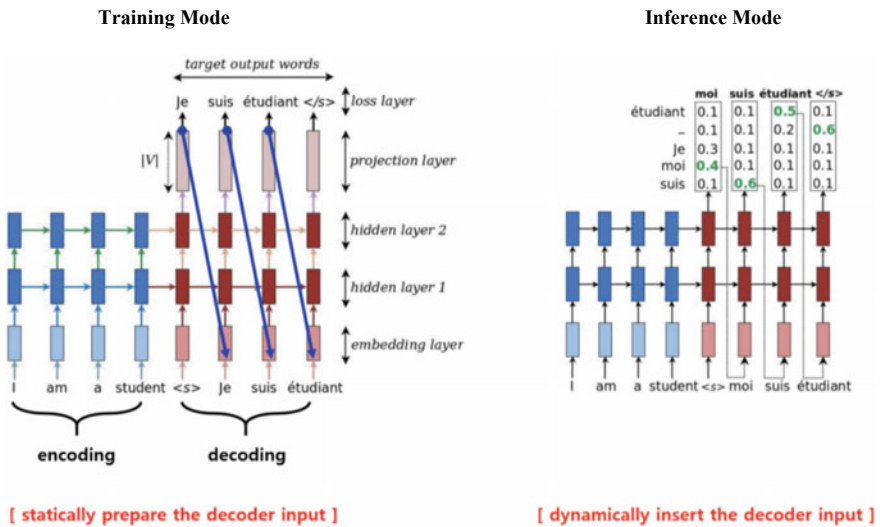 Training Mode
target output words
Je suis étudiant </s>
loss layer
|V|
projection layer
hidden layer 2
hidden layer 1
embedding layer
I am a student <s> Je suis étudiant
encoding
decoding
[ statically prepare the decoder input ]
Inference Mode
moi suis étudiant </s>
étudiant 0.1 0.1 0.5 0.1
– 0.1 0.1 0.2 0.6
Je 0.3 0.1 0.1 0.1
moi 0.4 0.1 0.1 0.1
suis 0.1 0.6 0.1 0.1
I am a student <s> moi suis étudiant
[ dynamically insert the decoder input ]